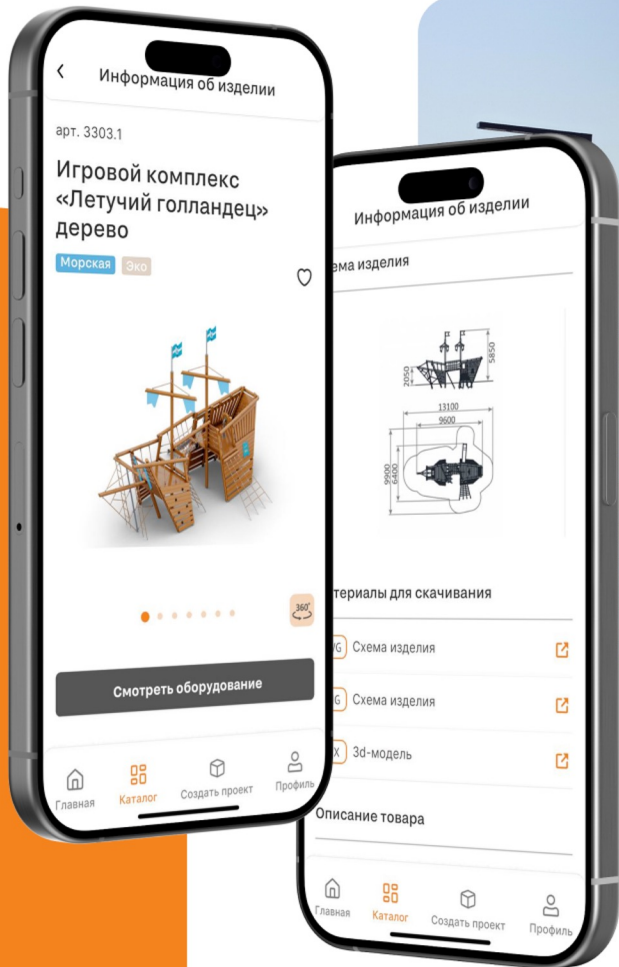 Информация об изделии
арт. 3303.1
Игровой комплекс
«Летучий голландец»
дерево
Морская Эко
360°
Смотреть оборудование
Главная Каталог Создать проект Профиль
Информация об изделии
ема изделия
2050
5850
13100
9600
9900
6400
териалы для скачивания
G Схема изделия
G Схема изделия
X 3d-модель
Описание товара
Главная Каталог Создать проект Профиль